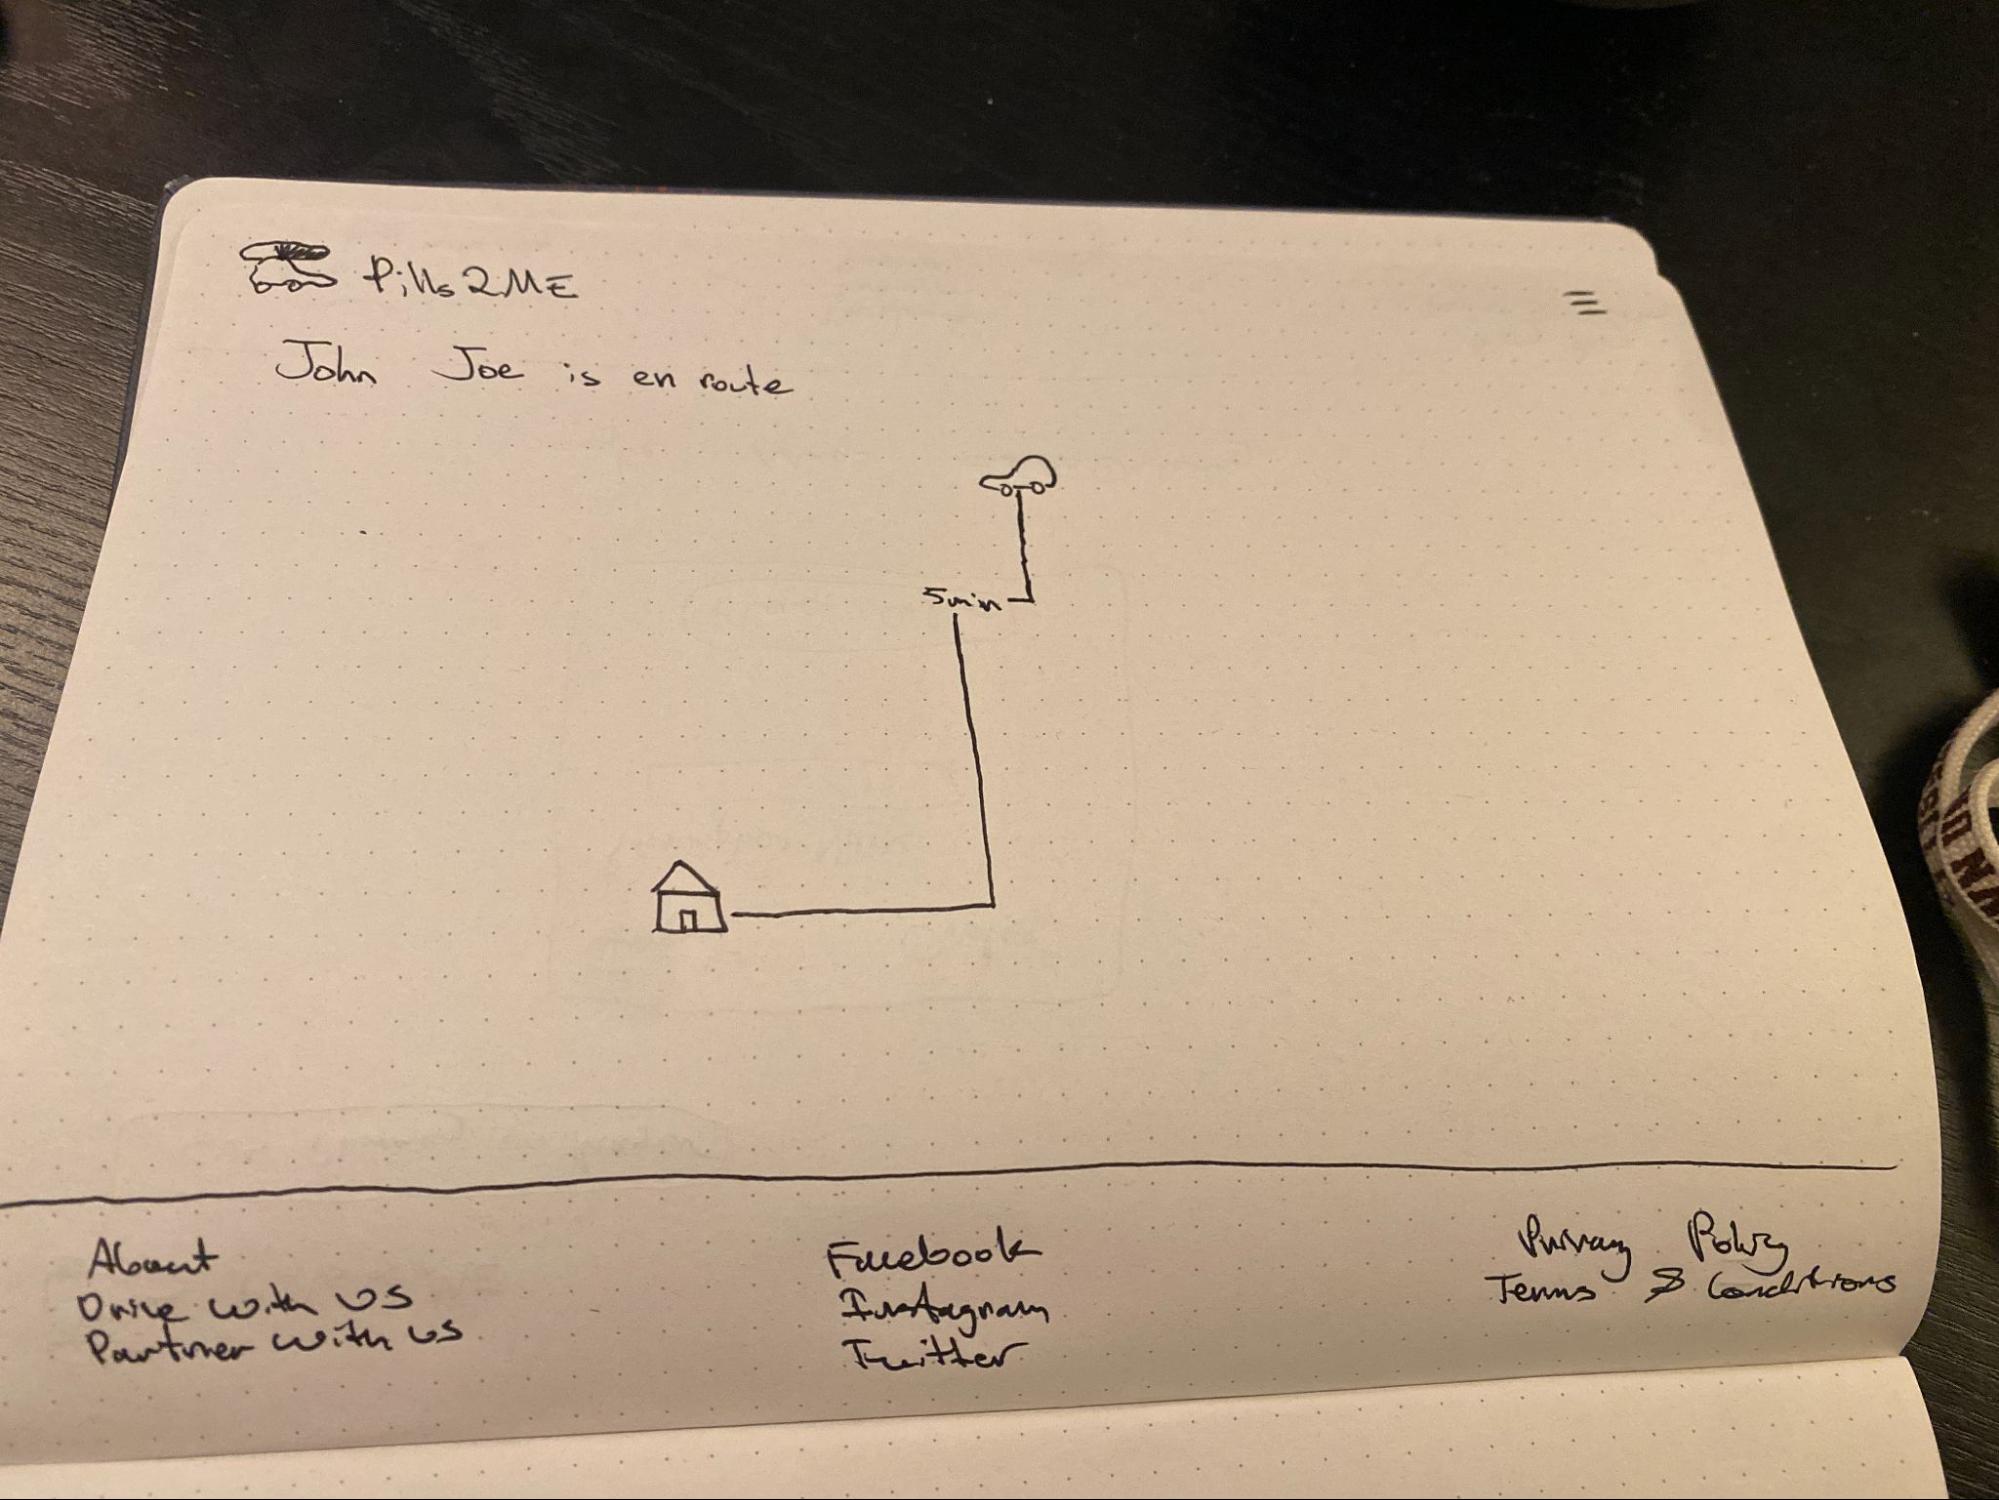 Pills2ME
John Joe is en route
5min
About
Drive with us
Partner with us
Facebook
Instagram
Twitter
Privacy Policy
Terms & Conditions